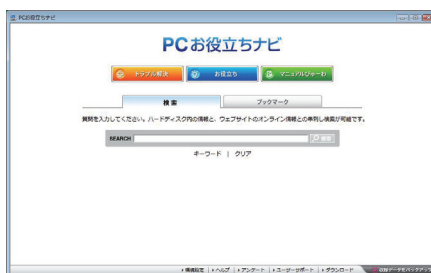 PCお役立ちナビ
PCお役立ちナビ
トラブル解決
お役立ち
マニュアルびゅーわ
検索
ブックマーク
質問を入力してください。ハードディスク内の情報と、ウェブサイトのオンライン情報との串刺し検索が可能です。
SEARCH
検索
キーワード | クリア
環境設定 ヘルプ アンケート ユーザーサポート ダウンロード